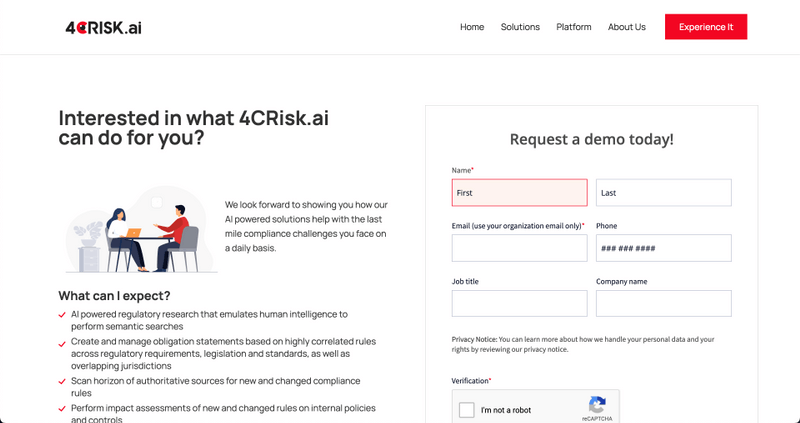 4CRISK.ai
Home Solutions Platform About Us Experience It
Interested in what 4CRisk.ai
can do for you?
We look forward to showing you how our
AI powered solutions help with the last
mile compliance challenges you face on
a daily basis.
What can I expect?
AI powered regulatory research that emulates human intelligence to
perform semantic searches
Create and manage obligation statements based on highly correlated rules
across regulatory requirements, legislation and standards, as well as
overlapping jurisdictions
Scan horizon of authoritative sources for new and changed compliance
rules
Perform impact assessments of new and changed rules on internal policies
and controls
Request a demo today!
Name*
First Last
Email (use your organization email only)* Phone
### ### ####
Job title Company name
Privacy Notice: You can learn more about how we handle your personal data and your
rights by reviewing our privacy notice.
Verification*
I'm not a robot
reCAPTCHA